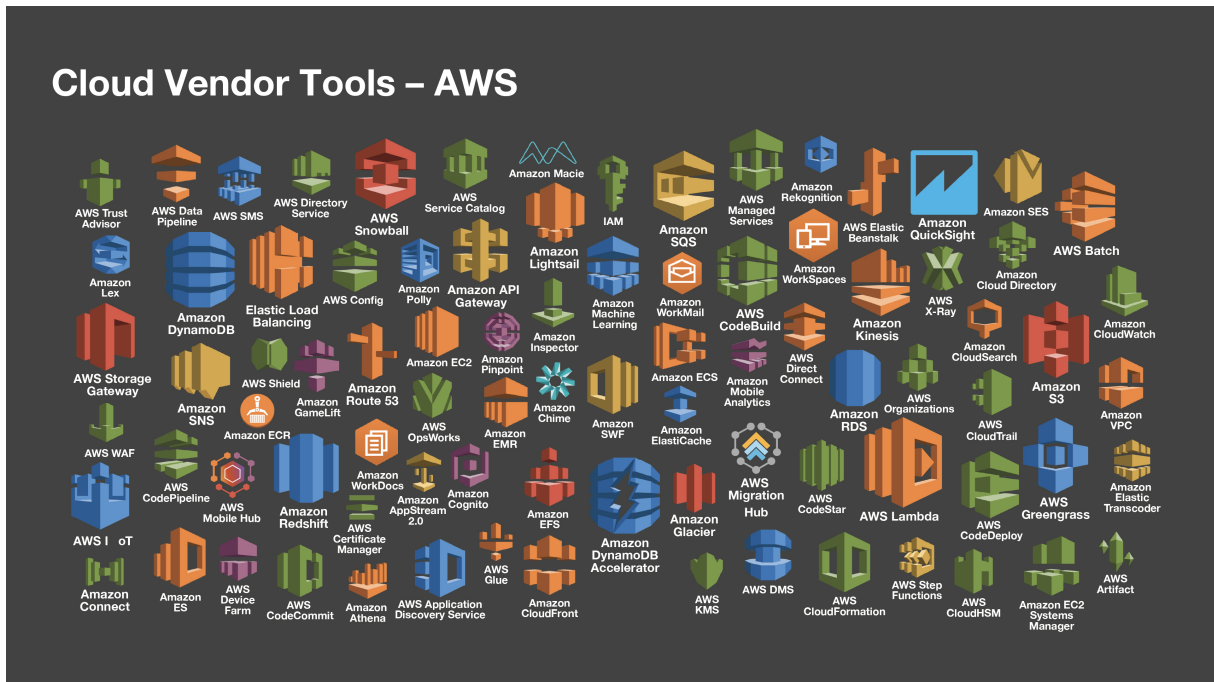 Cloud Vendor Tools – AWS
AWS Trust
Advisor
AWS Data
Pipeline
AWS SMS
AWS Directory
Service
AWS
Snowball
AWS
Service Catalog
Amazon Macie
Amazon
Lightsail
IAM
Amazon
SQS
AWS
Managed
Services
Amazon
Rekognition
AWS Elastic
Beanstalk
Amazon
QuickSight
Amazon SES
AWS Batch
Amazon
Lex
Amazon
DynamoDB
Elastic Load
Balancing
AWS Config
Amazon
Polly
Amazon API
Gateway
Amazon
Inspector
Amazon
Machine
Learning
Amazon
WorkMail
AWS
CodeBuild
Amazon
WorkSpaces
Amazon
Kinesis
AWS
X-Ray
Amazon
Cloud Directory
Amazon
CloudWatch
AWS Storage
Gateway
Amazon
SNS
AWS Shield
Amazon
GameLift
Amazon
Route 53
Amazon EC2
Amazon
Pinpoint
Amazon
Chime
Amazon
SWF
Amazon ECS
Amazon
Mobile
Analytics
AWS
Direct
Connect
Amazon
RDS
AWS
Organizations
Amazon
CloudSearch
Amazon
S3
Amazon
VPC
AWS WAF
AWS
CodePipeline
Amazon ECR
AWS
Mobile Hub
Amazon
Redshift
Amazon
WorkDocs
AWS
OpsWorks
Amazon
AppStream
2.0
Amazon
Cognito
Amazon
EMR
Amazon
EFS
Amazon
ElastiCache
Amazon
DynamoDB
Accelerator
Amazon
Glacier
AWS
Migration
Hub
AWS
CodeStar
AWS Lambda
AWS
CloudTrail
AWS
CodeDeploy
AWS
Greengrass
Amazon
Elastic
Transcoder
AWS I oT
AWS
Certificate
Manager
Amazon
Connect
Amazon
ES
AWS
Device
Farm
AWS
CodeCommit
Amazon
Athena
AWS Application
Discovery Service
AWS
Glue
Amazon
CloudFront
AWS
KMS
AWS DMS
AWS
CloudFormation
AWS Step
Functions
AWS
CloudHSM
Amazon EC2
Systems
Manager
AWS
Artifact